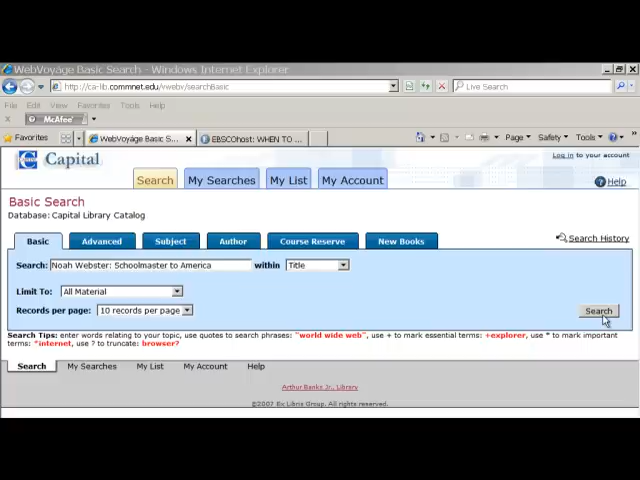 WebVoyage Basic Search - Windows Internet Explorer
http://ca-lib.commnet.edu/vwebv/searchBasic
Live Search
File Edit View Favorites Tools Help
x McAfee
Favorites WebVoyage Basic S... x EBSCOhost: WHEN TO ... Page Safety Tools
Capital
Log in to your account
Search My Searches My List My Account
Help
Basic Search
Database: Capital Library Catalog
Basic Advanced Subject Author Course Reserve New Books
Search History
Search: Noah Webster: Schoolmaster to America within Title
Limit To: All Material
Records per page: 10 records per page
Search
Search Tips: enter words relating to your topic, use quotes to search phrases: "world wide web", use + to mark essential terms: +explorer, use * to mark important
terms: *internet, use ? to truncate: browser?
Search My Searches My List My Account Help
Arthur Banks Jr., Library
©2007 Ex Libris Group. All rights reserved.